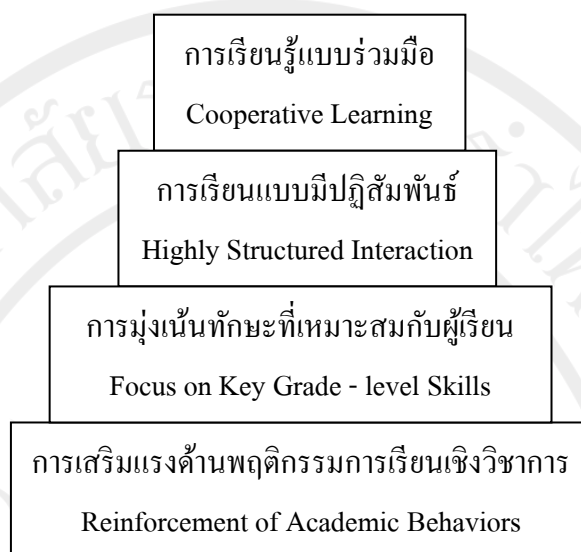 การเรียนรู้แบบร่วมมือ
Cooperative Learning
การเรียนแบบมีปฏิสัมพันธ์
Highly Structured Interaction
การมุ่งเน้นทักษะที่เหมาะสมกับผู้เรียน
Focus on Key Grade - level Skills
การเสริมแรงด้านพฤติกรรมการเรียนเชิงวิชาการ
Reinforcement of Academic Behaviors